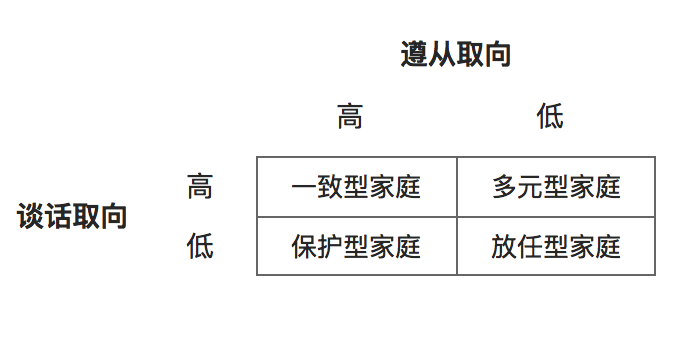 遵从取向
高 低
高 一致型家庭 多元型家庭
谈话取向
低 保护型家庭 放任型家庭